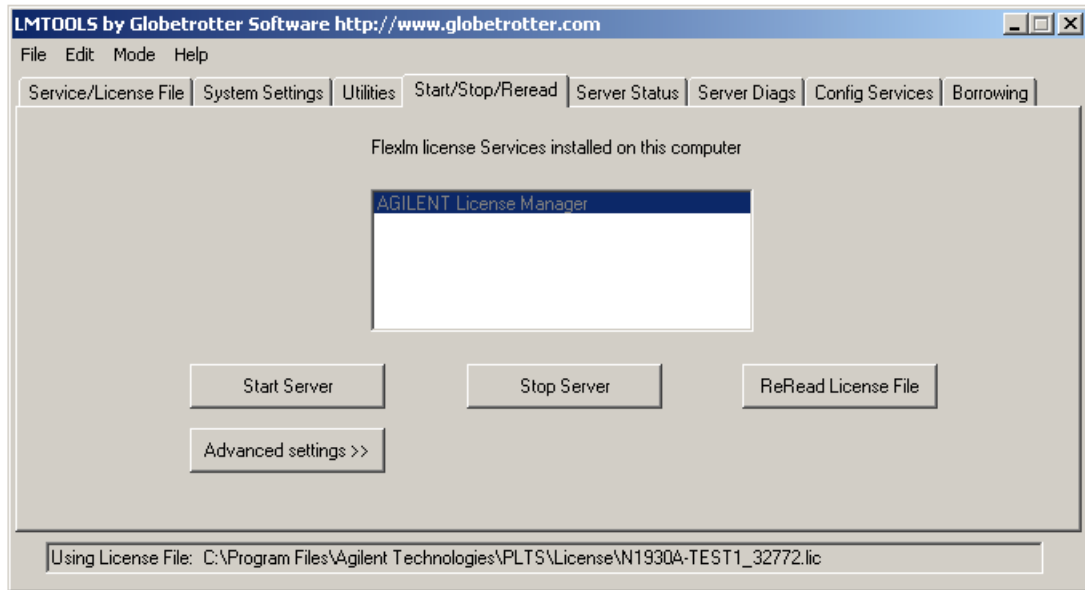 LMTOOLS by Globetrotter Software http://www.globetrotter.com
File Edit Mode Help
Service/License File System Settings Utilities Start/Stop/Reread Server Status Server Diags Config Services Borrowing
Flexlm license Services installed on this computer
AGILENT License Manager
Start Server Stop Server ReRead License File
Advanced settings >>
Using License File: C:\Program Files\Agilent Technologies\PLTS\License\N1930A-TEST1_32772.lic